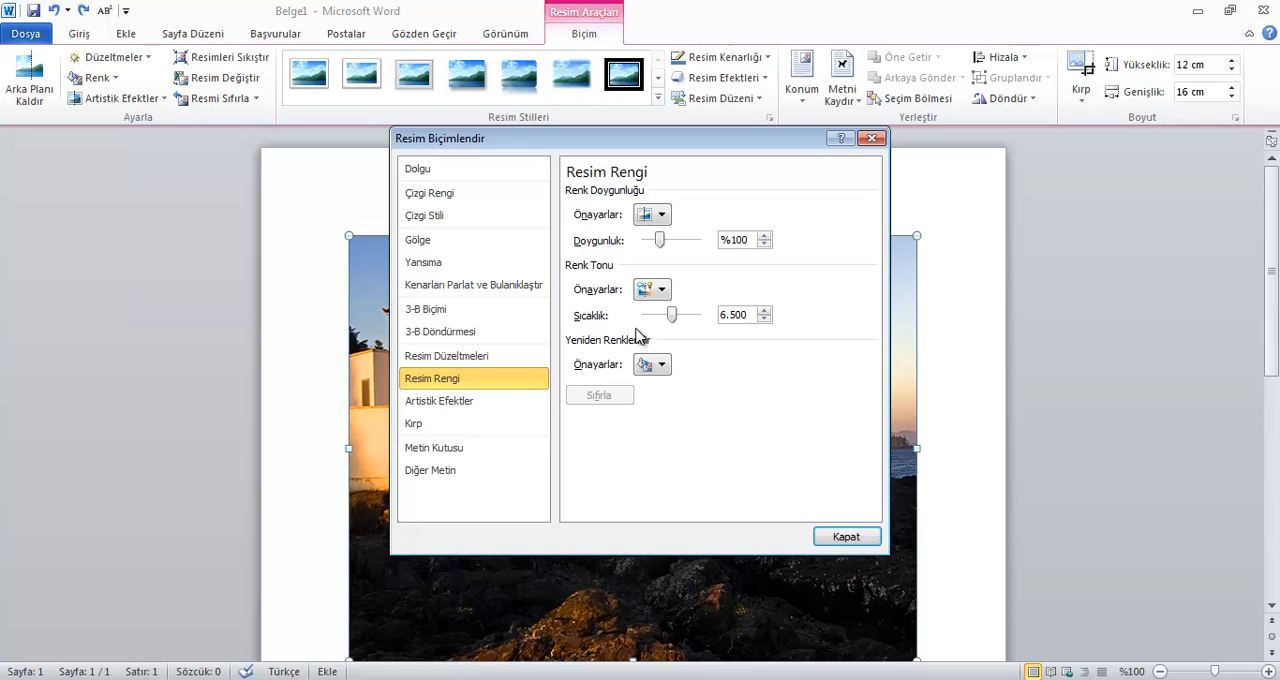 Belge1 - Microsoft Word
Resim Araçları
Dosya Giriş Ekle Sayfa Düzeni Başvurular Postalar Gözden Geçir Görünüm Biçim
Arka Planı Kaldır
Düzeltmeler
Renk
Artistik Efektler
Resimleri Sıkıştır
Resim Değiştir
Resmi Sıfırla
Ayarla
Resim Stilleri
Resim Kenarlığı
Resim Efektleri
Resim Düzeni
Konum
Metni Kaydır
Öne Getir
Arkaya Gönder
Seçim Bölmesi
Hizala
Gruplandır
Döndür
Yerleştir
Kırp
Yükseklik: 12 cm
Genişlik: 16 cm
Boyut
Resim Biçimlendir
Dolgu
Çizgi Rengi
Çizgi Stili
Gölge
Yansıma
Kenarları Parlat ve Bulanıklaştır
3-B Biçimi
3-B Döndürmesi
Resim Düzeltmeleri
Resim Rengi
Artistik Efektler
Kırp
Metin Kutusu
Diğer Metin
Resim Rengi
Renk Doygunluğu
Önayarlar:
Doygunluk: %100
Renk Tonu
Önayarlar:
Sıcaklık: 6.500
Yeniden Renklendir
Önayarlar:
Sıfırla
Kapat
Sayfa: 1 Sayfa: 1 / 1 Satır: 1 Sözcük: 0 Türkçe Ekle %100